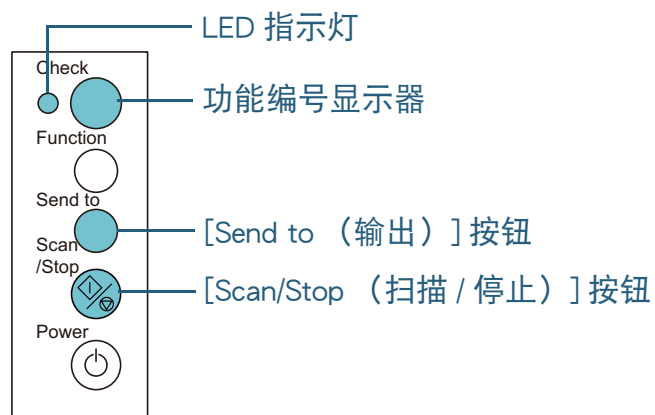 LED 指示灯
Check
功能编号显示器
Function
Send to
[Send to （输出）] 按钮
Scan
/Stop
[Scan/Stop （扫描 / 停止）] 按钮
Power